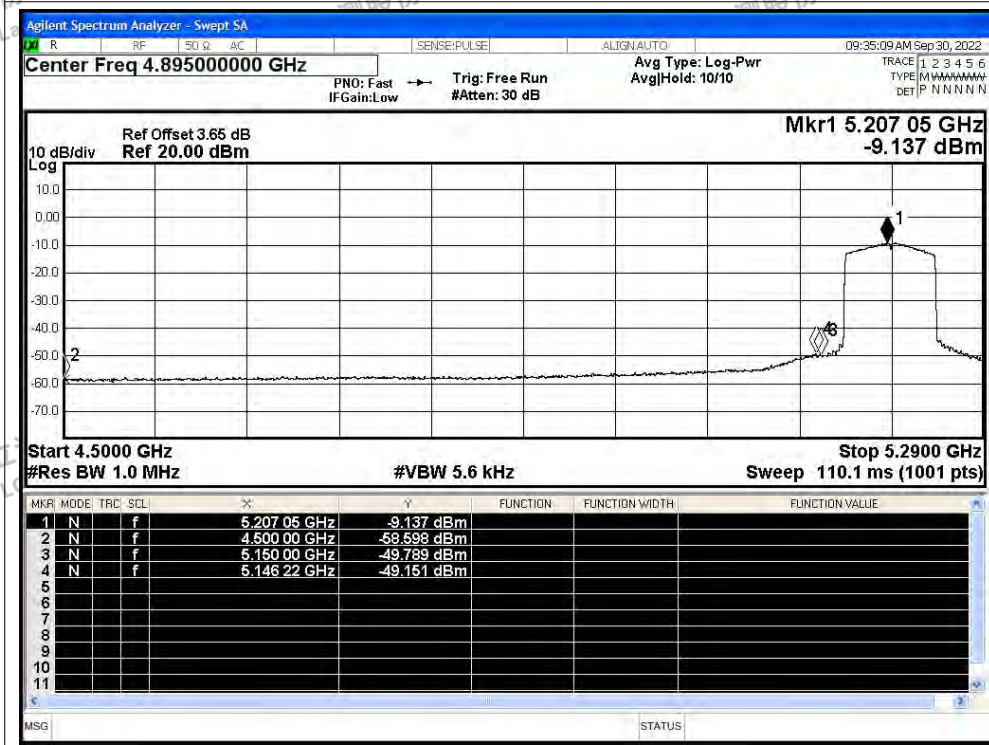 Agilent Spectrum Analyzer - Swept SA
R RF 50 Ω AC SENSE:PULSE ALIGN AUTO 09:35:09 AM Sep 30, 2022
Center Freq 4.895000000 GHz
PNO: Fast
IFGain:Low
Trig: Free Run
#Atten: 30 dB
Avg Type: Log-Pwr
Avg|Hold: 10/10
TRACE 1 2 3 4 5 6
TYPE M WWWWW
DET P N N N N N
Mkr1 5.207 05 GHz
-9.137 dBm
Ref Offset 3.65 dB
10 dB/div Ref 20.00 dBm
Log
10.0
0.00
-10.0
-20.0
-30.0
-40.0
-50.0
-60.0
-70.0
1
2
4
3
Start 4.5000 GHz Stop 5.2900 GHz
#Res BW 1.0 MHz #VBW 5.6 kHz Sweep 110.1 ms (1001 pts)
MKR MODE TRC SCL X Y FUNCTION FUNCTION WIDTH FUNCTION VALUE
1 N f 5.207 05 GHz -9.137 dBm
2 N f 4.500 00 GHz -58.598 dBm
3 N f 5.150 00 GHz -49.789 dBm
4 N f 5.146 22 GHz -49.151 dBm
5
6
7
8
9
10
11
MSG STATUS